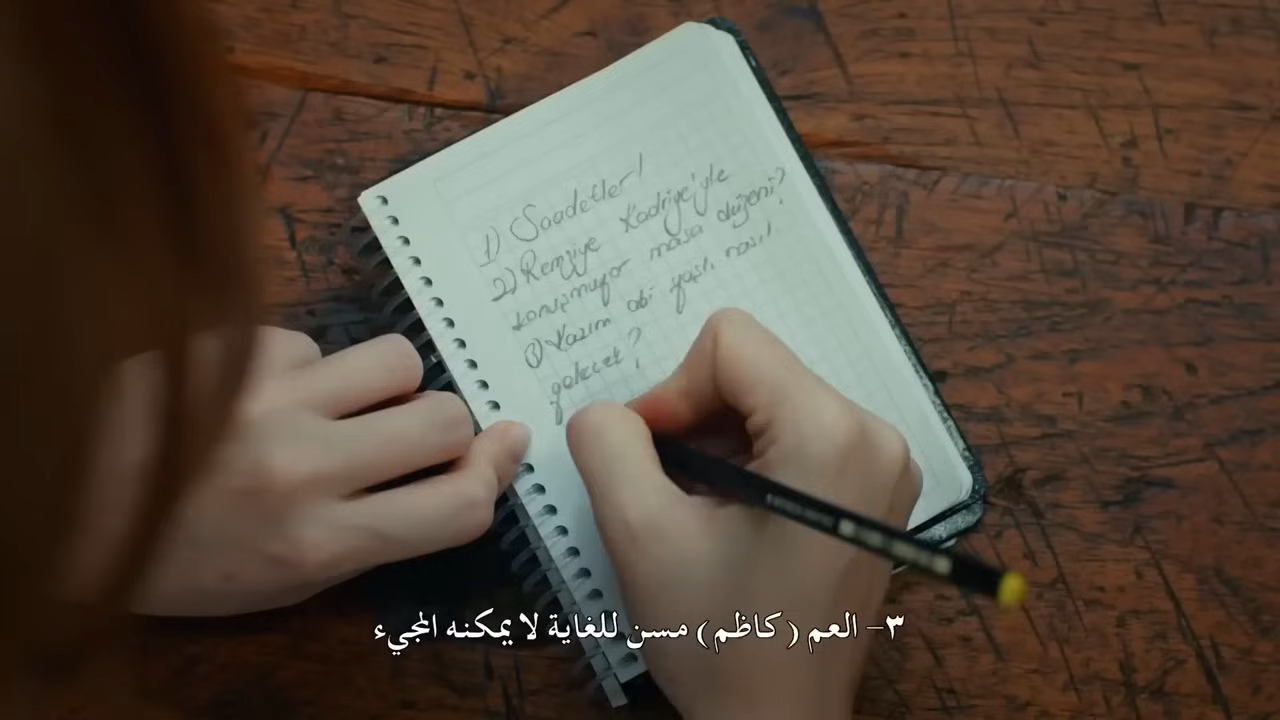 1) Saadetler!
2) Remziye Kadriye'yle
konuşmuyor masa düzeni?
3) Kazım abi yaşlı, nasıl
gelecek?
٣- العم (كاظم) مسن للغاية لا يمكنه المجيء